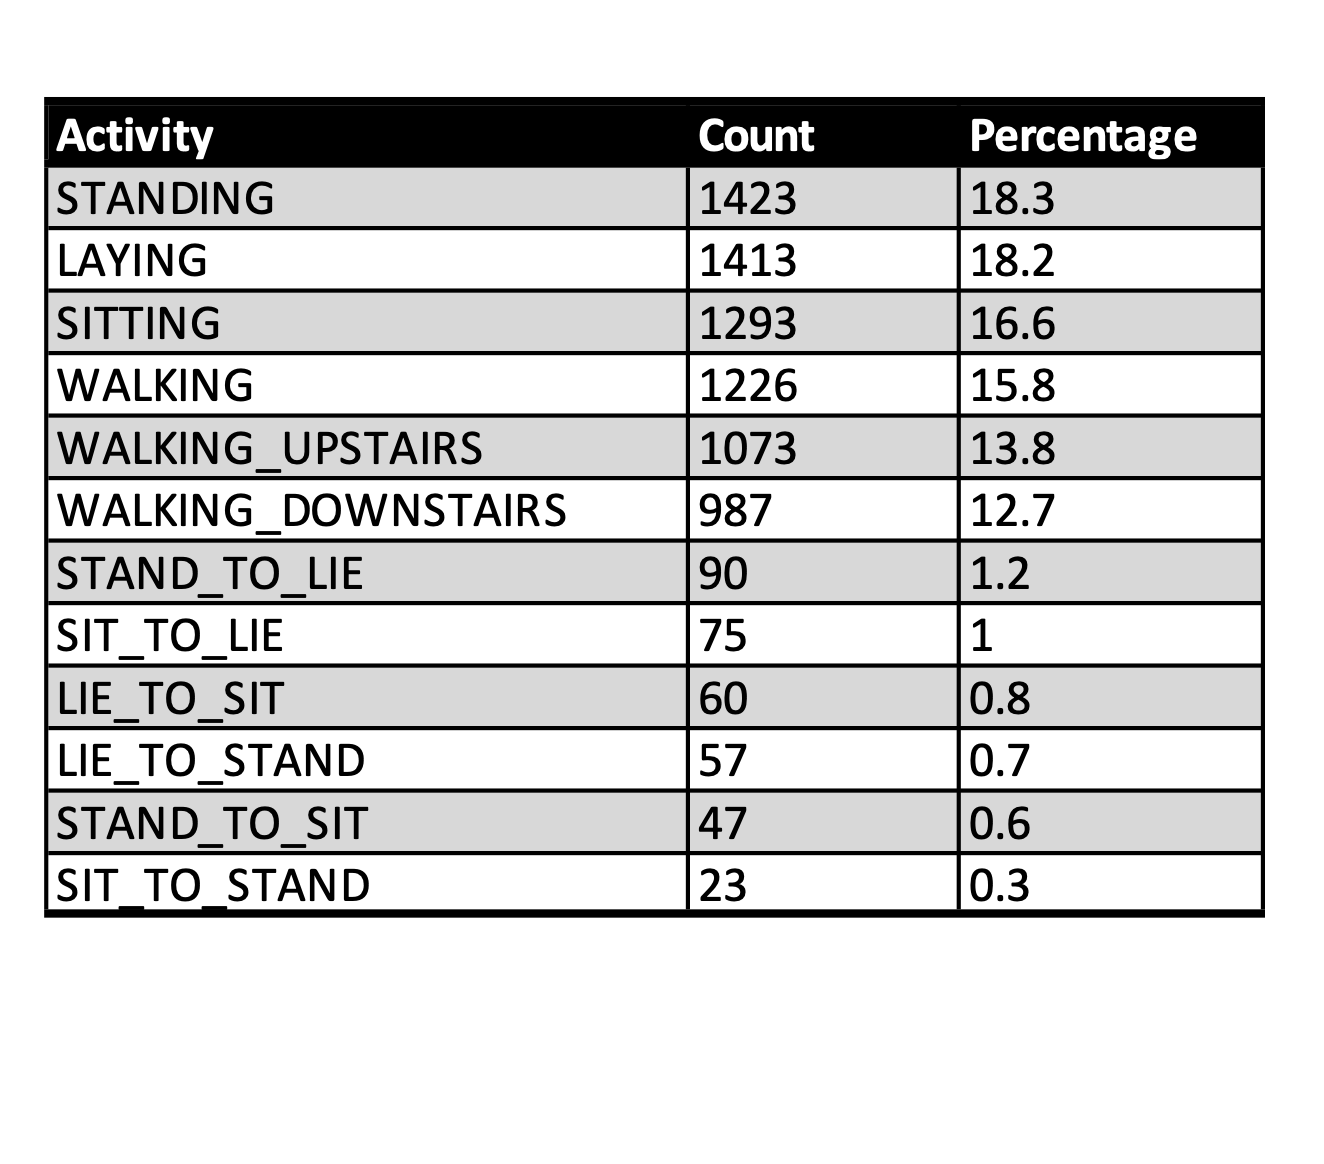 Activity Count Percentage
STANDING 1423 18.3
LAYING 1413 18.2
SITTING 1293 16.6
WALKING 1226 15.8
WALKING_UPSTAIRS 1073 13.8
WALKING_DOWNSTAIRS 987 12.7
STAND_TO_LIE 90 1.2
SIT_TO_LIE 75 1
LIE_TO_SIT 60 0.8
LIE_TO_STAND 57 0.7
STAND_TO_SIT 47 0.6
SIT_TO_STAND 23 0.3